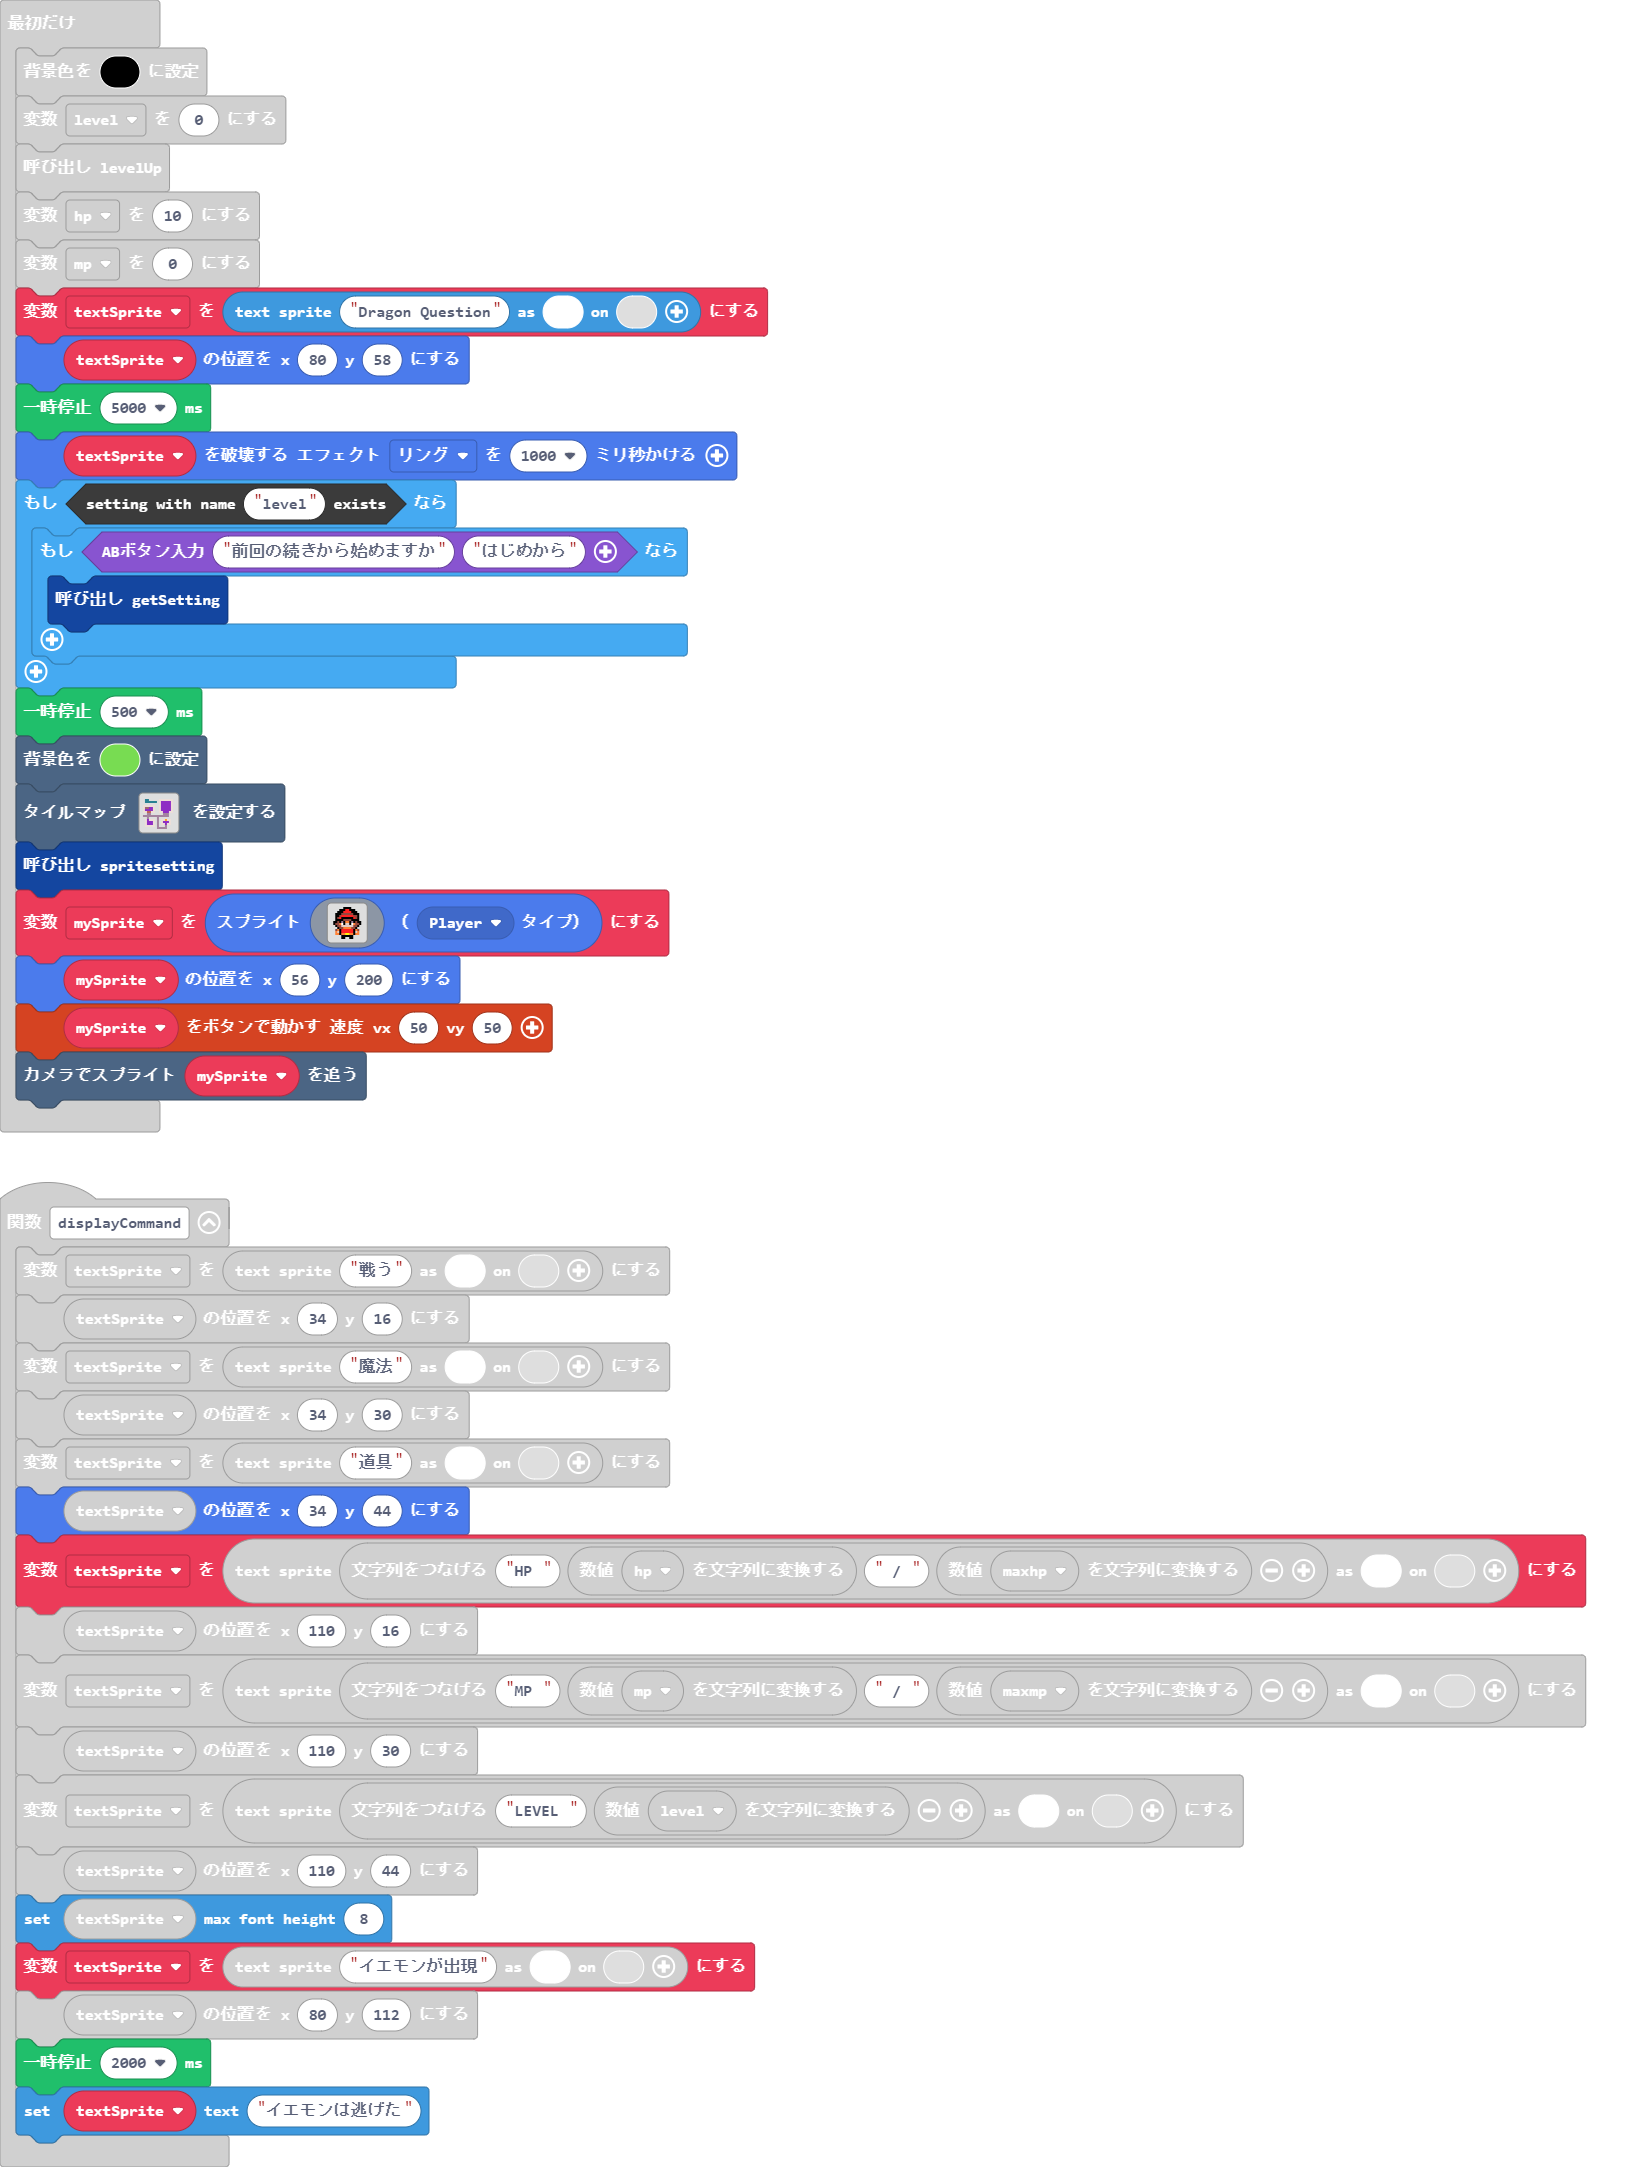 最初だけ
背景色を に設定
変数 level を 0 にする
呼び出し levelUp
変数 hp を 10 にする
変数 mp を 0 にする
変数 textSprite を text sprite "Dragon Question" as on にする
textSprite の位置を x 80 y 58 にする
一時停止 5000 ms
textSprite を破壊する エフェクト リング を 1000 ミリ秒かける
もし setting with name "level" exists なら
もし ABボタン入力 "前回の続きから始めますか" "はじめから" なら
呼び出し getSetting
一時停止 500 ms
背景色を に設定
タイルマップ を設定する
呼び出し spritesetting
変数 mySprite を スプライト ( Player タイプ) にする
mySprite の位置を x 56 y 200 にする
mySprite をボタンで動かす 速度 vx 50 vy 50
カメラでスプライト mySprite を追う
関数 displayCommand
変数 textSprite を text sprite "戦う" as on にする
textSprite の位置を x 34 y 16 にする
変数 textSprite を text sprite "魔法" as on にする
textSprite の位置を x 34 y 30 にする
変数 textSprite を text sprite "道具" as on にする
textSprite の位置を x 34 y 44 にする
変数 textSprite を text sprite 文字列をつなげる "HP " 数値 hp を文字列に変換する " / " 数値 maxhp を文字列に変換する as on にする
textSprite の位置を x 110 y 16 にする
変数 textSprite を text sprite 文字列をつなげる "MP " 数値 mp を文字列に変換する " / " 数値 maxmp を文字列に変換する as on にする
textSprite の位置を x 110 y 30 にする
変数 textSprite を text sprite 文字列をつなげる "LEVEL " 数値 level を文字列に変換する as on にする
textSprite の位置を x 110 y 44 にする
set textSprite max font height 8
変数 textSprite を text sprite "イエモンが出現" as on にする
textSprite の位置を x 80 y 112 にする
一時停止 2000 ms
set textSprite text "イエモンは逃げた"